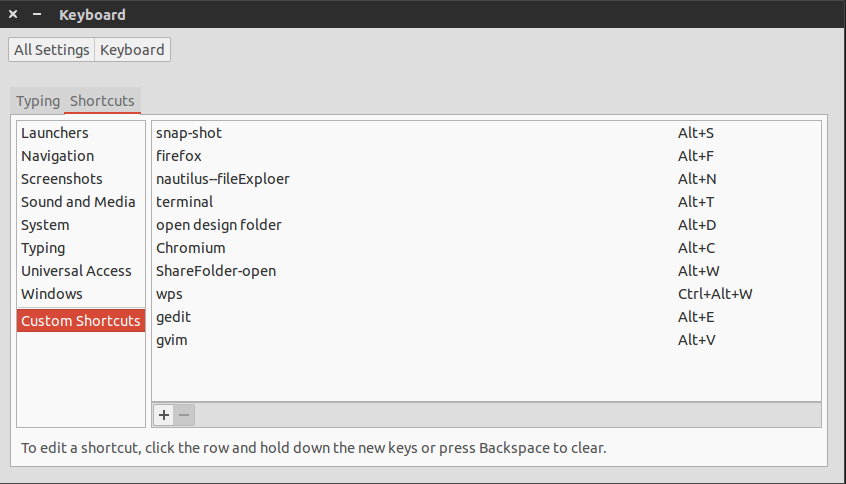 Keyboard
All Settings Keyboard
Typing Shortcuts
Launchers
Navigation
Screenshots
Sound and Media
System
Typing
Universal Access
Windows
Custom Shortcuts
snap-shot Alt+S
firefox Alt+F
nautilus--fileExploer Alt+N
terminal Alt+T
open design folder Alt+D
Chromium Alt+C
ShareFolder-open Alt+W
wps Ctrl+Alt+W
gedit Alt+E
gvim Alt+V
To edit a shortcut, click the row and hold down the new keys or press Backspace to clear.